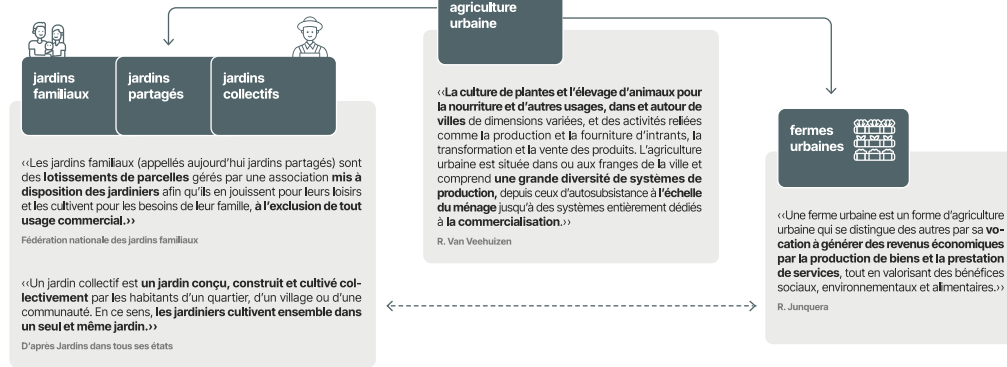 agriculture
urbaine
jardins
familiaux
jardins
partagés
jardins
collectifs
‹‹Les jardins familiaux (appellés aujourd’hui jardins partagés) sont
des lotissements de parcelles gérés par une association mis à
disposition des jardiniers afin qu’ils en jouissent pour leurs loisirs
et les cultivent pour les besoins de leur famille, à l’exclusion de tout
usage commercial.››
Fédération nationale des jardins familiaux
‹‹Un jardin collectif est un jardin conçu, construit et cultivé col-
lectivement par les habitants d’un quartier, d’un village ou d’une
communauté. En ce sens, les jardiniers cultivent ensemble dans
un seul et même jardin.››
D’après Jardins dans tous ses états
‹‹La culture de plantes et l’élevage d’animaux pour
la nourriture et d’autres usages, dans et autour de
villes de dimensions variées, et des activités reliées
comme la production et la fourniture d’intrants, la
transformation et la vente des produits. L’agriculture
urbaine est située dans ou aux franges de la ville et
comprend une grande diversité de systèmes de
production, depuis ceux d’autosubsistance à l’échelle
du ménage jusqu’à des systèmes entièrement dédiés
à la commercialisation.››
R. Van Veehuizen
fermes
urbaines
‹‹Une ferme urbaine est un forme d’agriculture
urbaine qui se distingue des autres par sa vo-
cation à générer des revenus économiques
par la production de biens et la prestation
de services, tout en valorisant des bénéfices
sociaux, environnementaux et alimentaires.››
R. Junquera